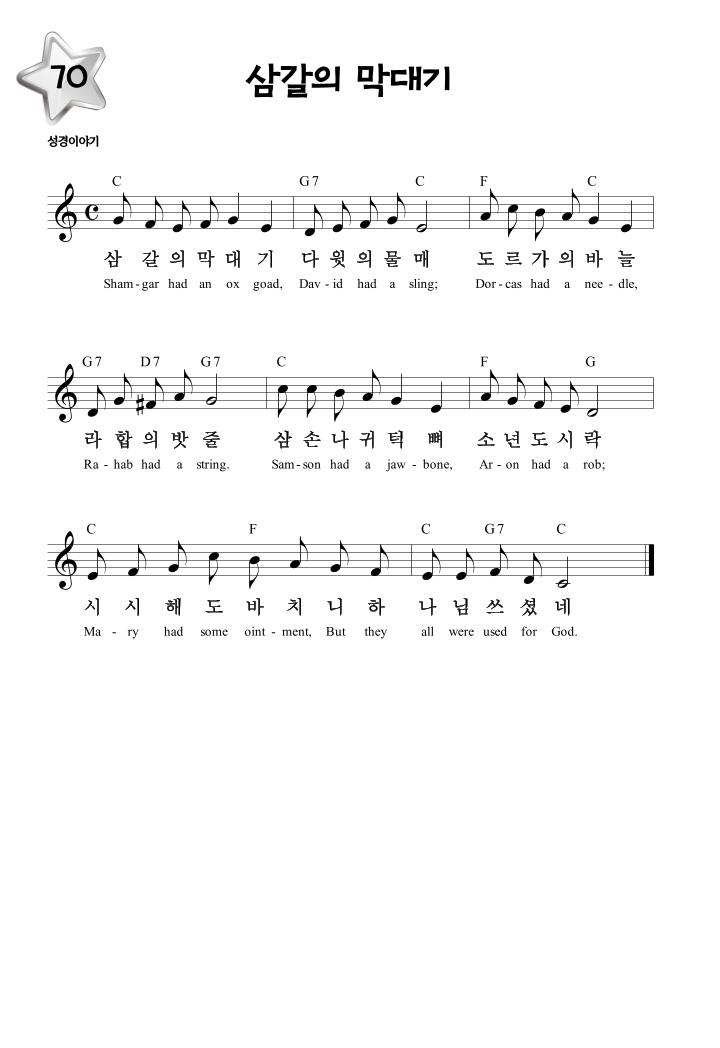 70
삼갈의 막대기
성경이야기
C G7 C F C
삼 갈 의 막 대 기 다 윗 의 물 매 도 르 가 의 바 늘
Sham - gar had an ox goad, Dav - id had a sling; Dor - cas had a nee - dle,
G7 D7 G7 C F G
라 합 의 밧 줄 삼 손 나 귀 턱 뼈 소 년 도 시 락
Ra - hab had a string. Sam - son had a jaw - bone, Ar - on had a rob;
C F C G7 C
시 시 해 도 바 치 니 하 나 님 쓰 셨 네
Ma - ry had some oint - ment, But they all were used for God.